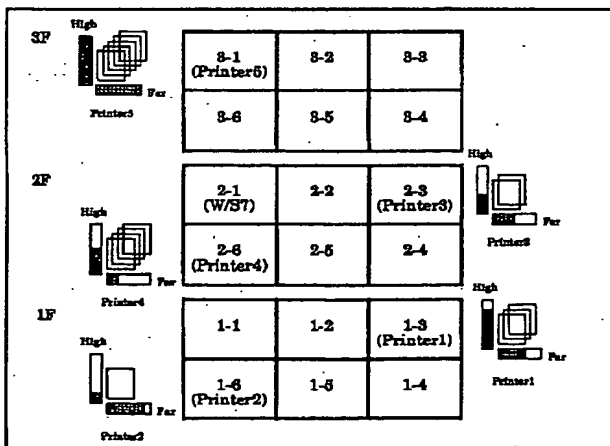 3F
High
Far
Printer5
3-1
(Printer5)
3-2
3-3
3-6
3-5
3-4
2F
High
Far
Printer4
2-1
(W/S7)
2-2
2-3
(Printer3)
2-6
(Printer4)
2-5
2-4
High
Far
Printer3
1F
High
Far
Printer2
1-1
1-2
1-3
(Printer1)
1-6
(Printer2)
1-5
1-4
High
Far
Printer1